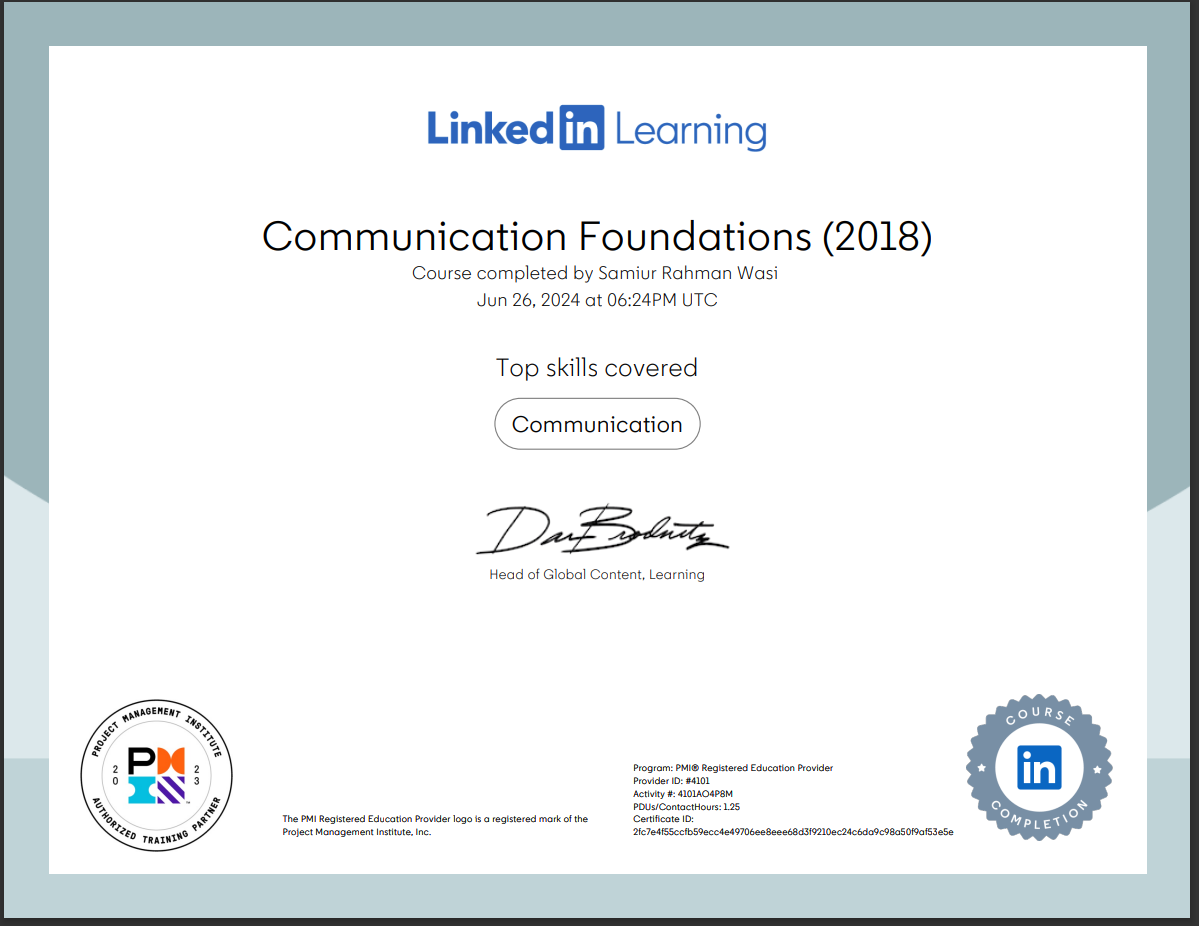 Linked in Learning
Communication Foundations (2018)
Course completed by Samiur Rahman Wasi
Jun 26, 2024 at 06:24PM UTC
Top skills covered
Communication
Dan Brodnitz
Head of Global Content, Learning
PROJECT MANAGEMENT INSTITUTE
20 23
PMI
AUTHORIZED TRAINING PARTNER
The PMI Registered Education Provider logo is a registered mark of the
Project Management Institute, Inc.
Program: PMI® Registered Education Provider
Provider ID: #4101
Activity #: 4101AO4P8M
PDUs/ContactHours: 1.25
Certificate ID:
2fc7e4f55ccfb59ecc4e49706ee8eee68d3f9210ec24c6da9c98a50f9af53e5e
COURSE
in
COMPLETION